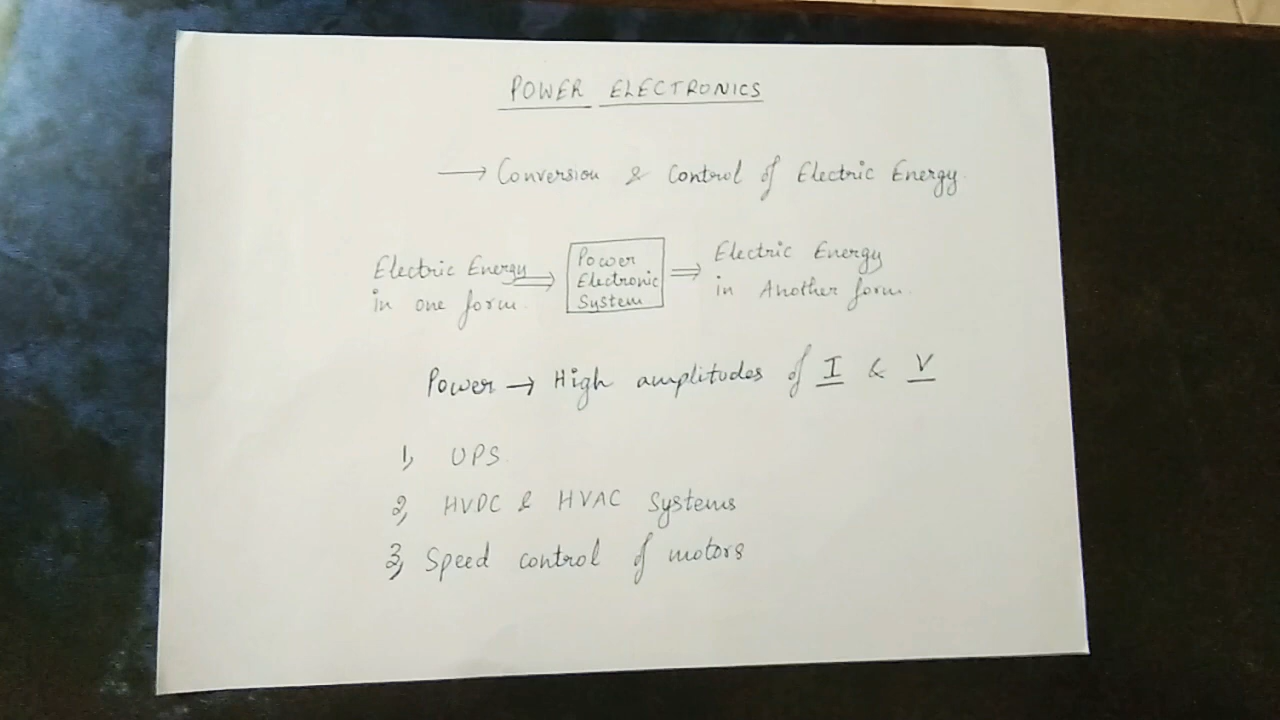 POWER ELECTRONICS
→ Conversion & Control of Electric Energy.
Electric Energy
in one form.
Power
Electronic
System
Electric Energy
in Another form.
Power → High amplitudes of I & V
1, UPS
2, HVDC & HVAC Systems
3, Speed control of motors